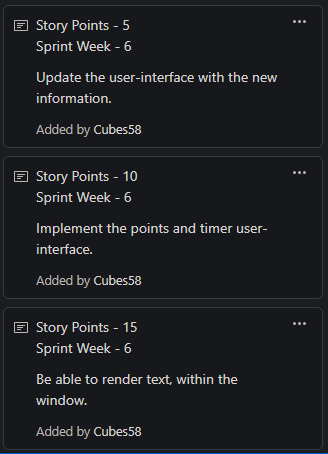 Story Points - 5
Sprint Week - 6
Update the user-interface with the new
information.
Added by Cubes58
Story Points - 10
Sprint Week - 6
Implement the points and timer user-
interface.
Added by Cubes58
Story Points - 15
Sprint Week - 6
Be able to render text, within the
window.
Added by Cubes58